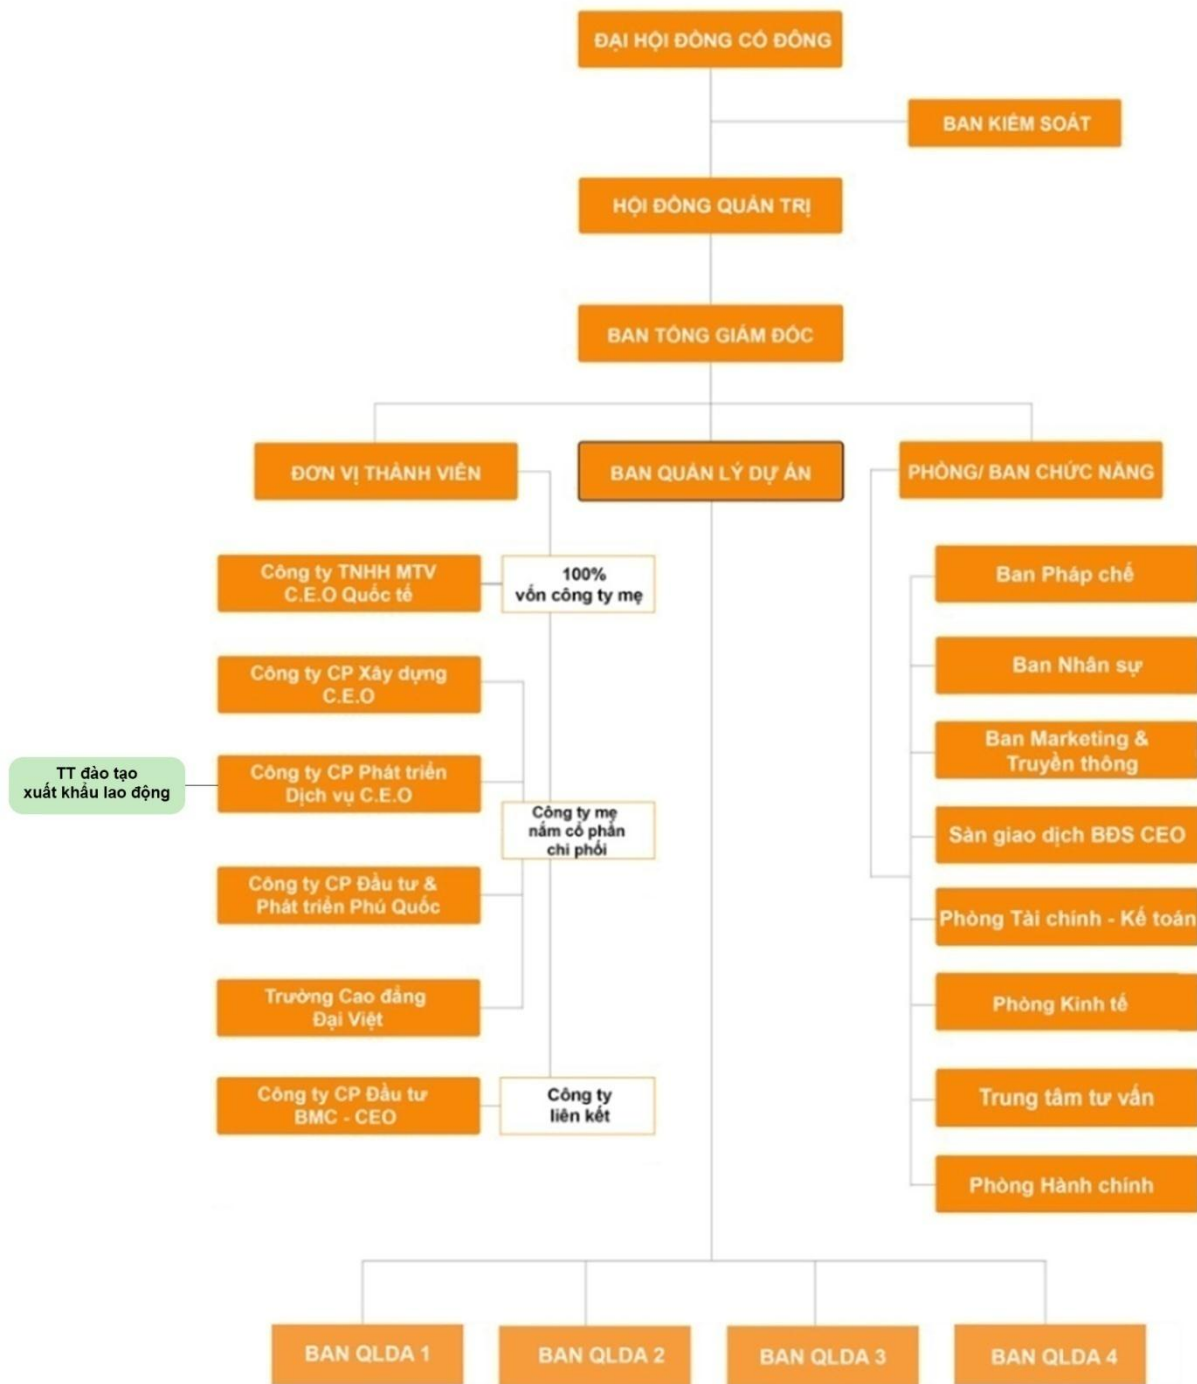 ĐẠI HỘI ĐỒNG CỔ ĐÔNG
BAN KIỂM SOÁT
HỘI ĐỒNG QUẢN TRỊ
BAN TỔNG GIÁM ĐỐC
ĐƠN VỊ THÀNH VIÊN
BAN QUẢN LÝ DỰ ÁN
PHÒNG/ BAN CHỨC NĂNG
Công ty TNHH MTV
C.E.O Quốc tế
100%
vốn công ty mẹ
Công ty CP Xây dựng
C.E.O
TT đào tạo
xuất khẩu lao động
Công ty CP Phát triển
Dịch vụ C.E.O
Công ty mẹ
nắm cổ phần
chi phối
Công ty CP Đầu tư &
Phát triển Phú Quốc
Trường Cao đẳng
Đại Việt
Công ty CP Đầu tư
BMC - CEO
Công ty
liên kết
Ban Pháp chế
Ban Nhân sự
Ban Marketing &
Truyền thông
Sàn giao dịch BĐS CEO
Phòng Tài chính - Kế toán
Phòng Kinh tế
Trung tâm tư vấn
Phòng Hành chính
BAN QLDA 1
BAN QLDA 2
BAN QLDA 3
BAN QLDA 4